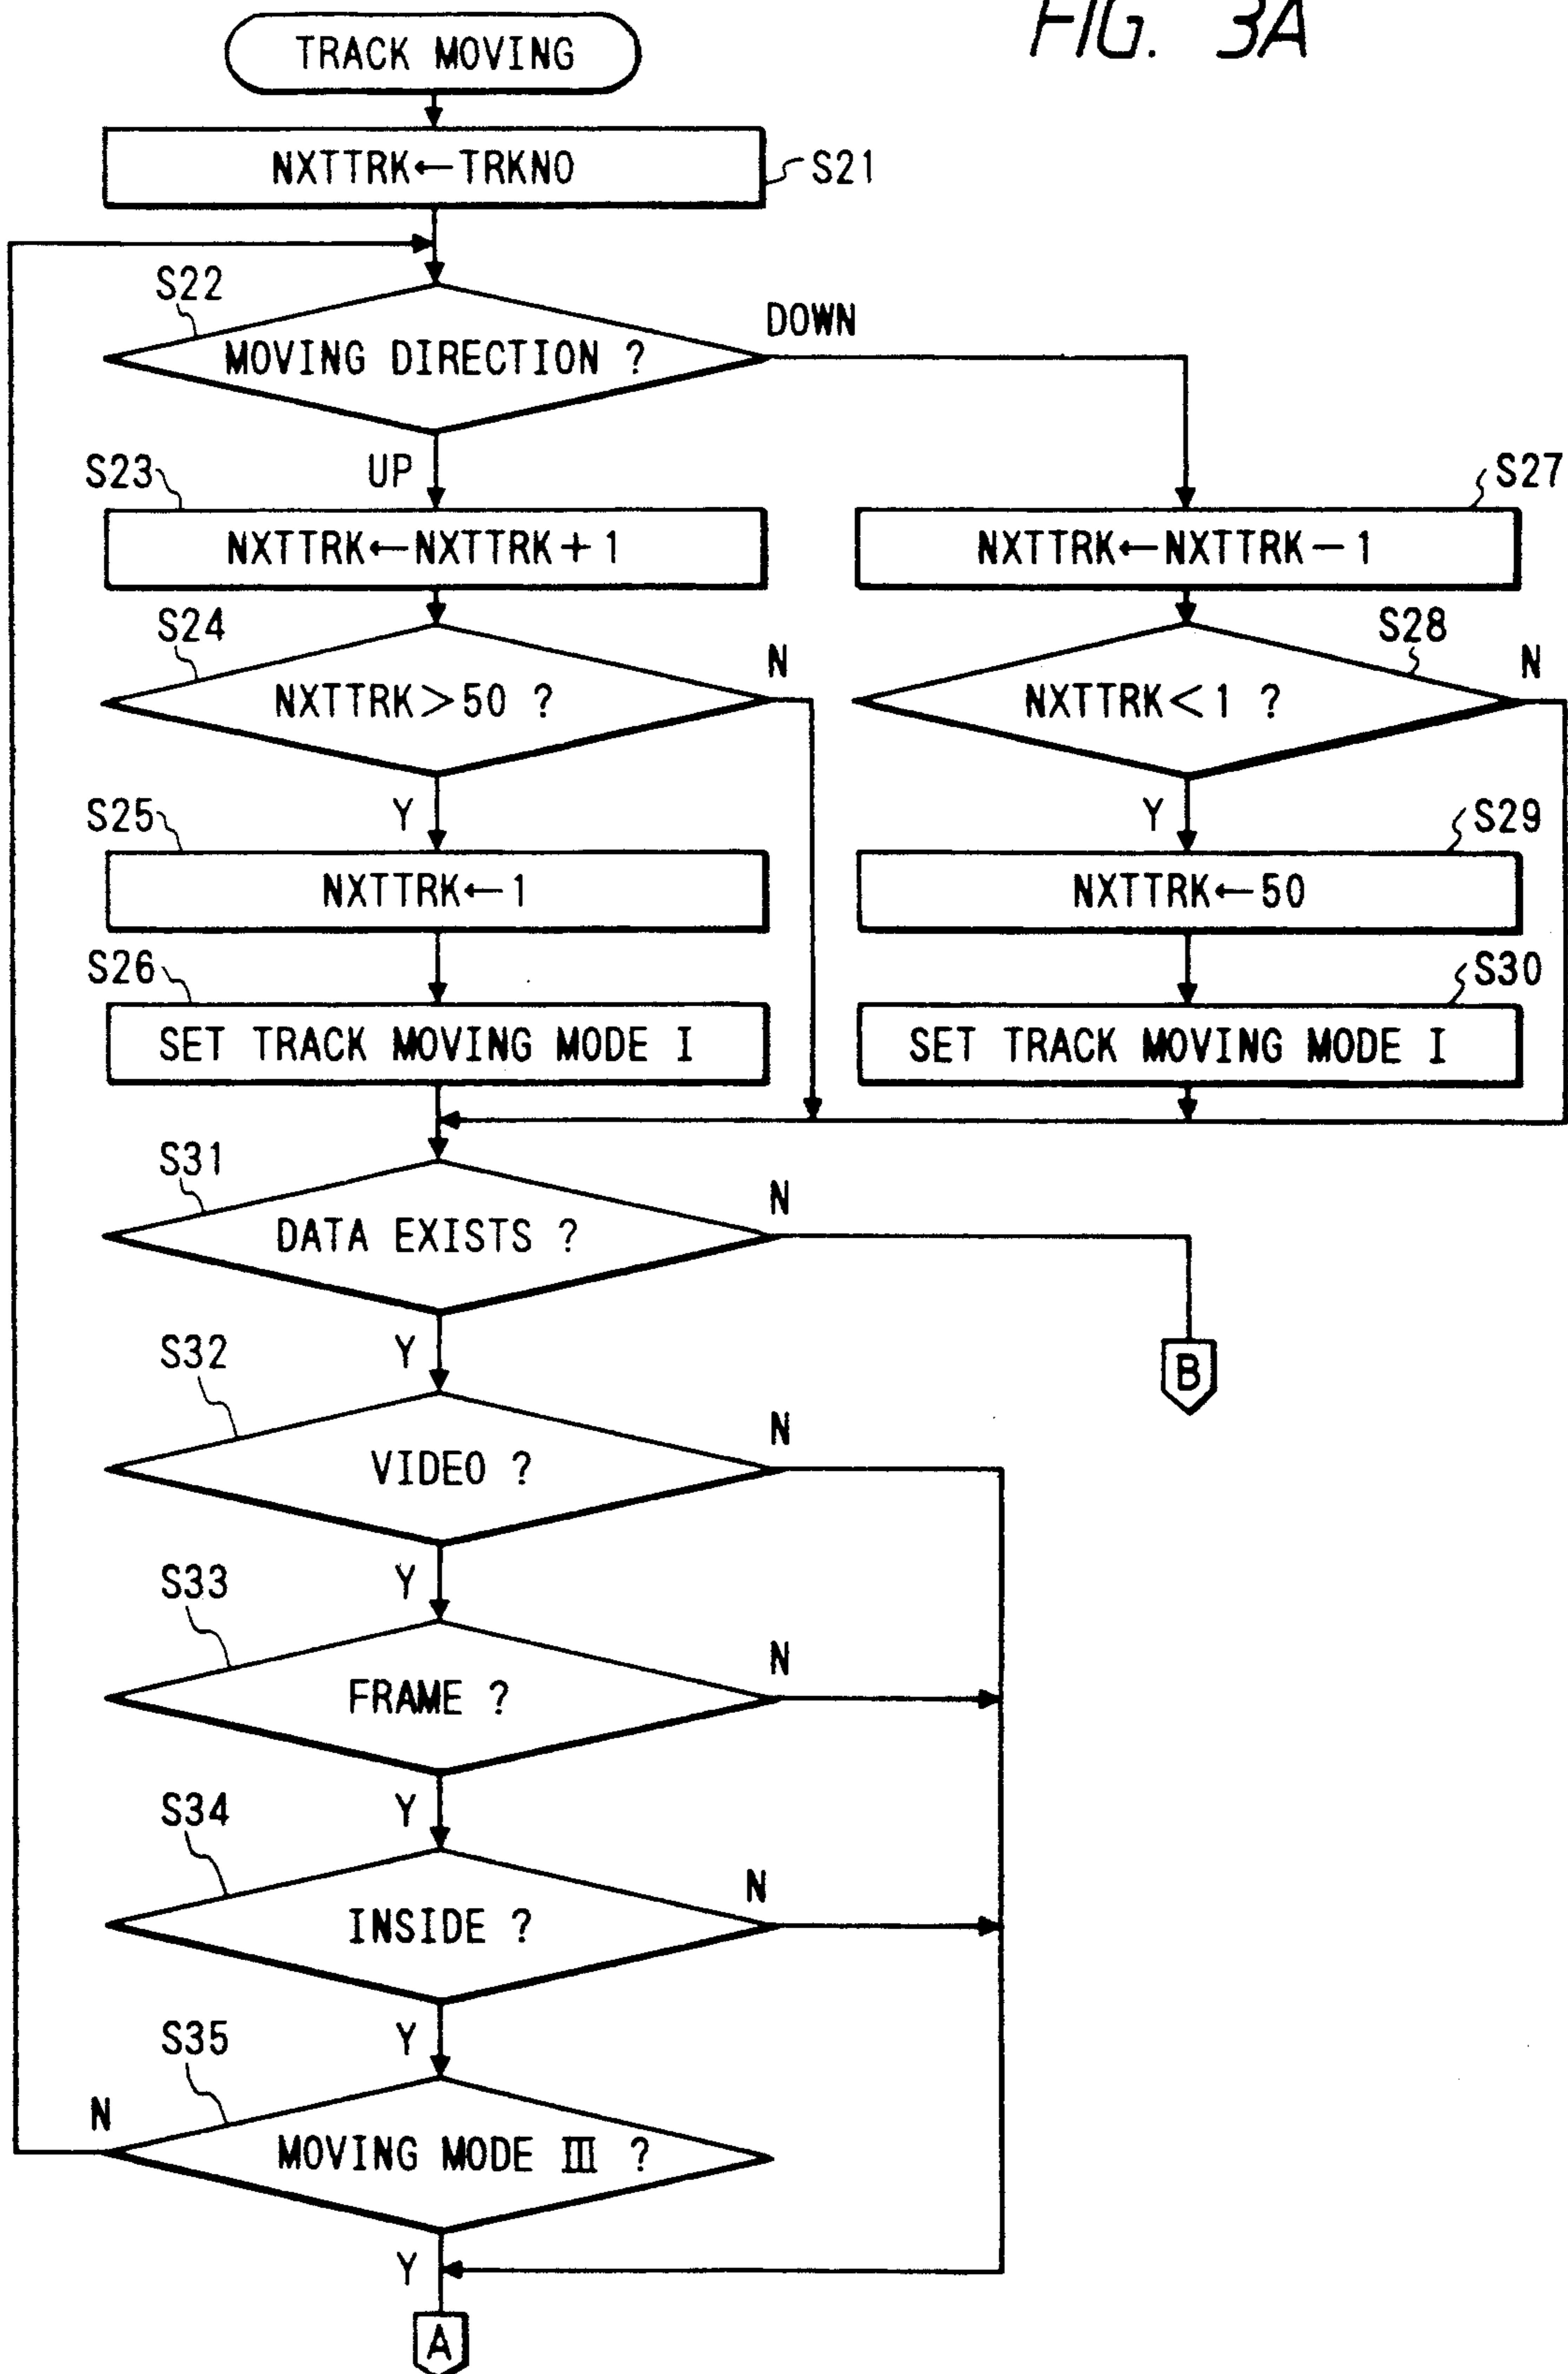 FIG. 3A
TRACK MOVING
NXTTRK←TRKNO
S21
S22
MOVING DIRECTION ?
DOWN
UP
S23
NXTTRK←NXTTRK+1
S27
NXTTRK←NXTTRK−1
S24
NXTTRK>50 ?
N
S28
NXTTRK<1 ?
N
Y
Y
S25
NXTTRK←1
S29
NXTTRK←50
S26
SET TRACK MOVING MODE I
S30
SET TRACK MOVING MODE I
S31
DATA EXISTS ?
N
B
Y
S32
VIDEO ?
N
Y
S33
FRAME ?
N
Y
S34
INSIDE ?
N
Y
S35
MOVING MODE III ?
N
Y
A